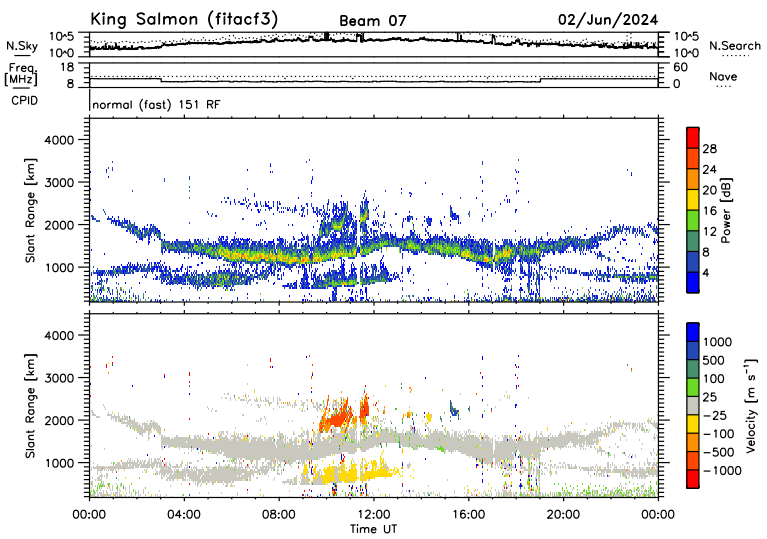 King Salmon (fitacf3) Beam 07 02/Jun/2024
N.Sky 10^5 10^0 10^5 10^0 N.Search
Freq. [MHz] 18 8 60 0 Nave
CPID normal (fast) 151 RF
Slant Range [km] 4000 3000 2000 1000
Power [dB] 28 24 20 16 12 8 4
Slant Range [km] 4000 3000 2000 1000
Velocity [m s⁻¹] 1000 500 100 25 −25 −100 −500 −1000
00:00 04:00 08:00 12:00 16:00 20:00 00:00
Time UT